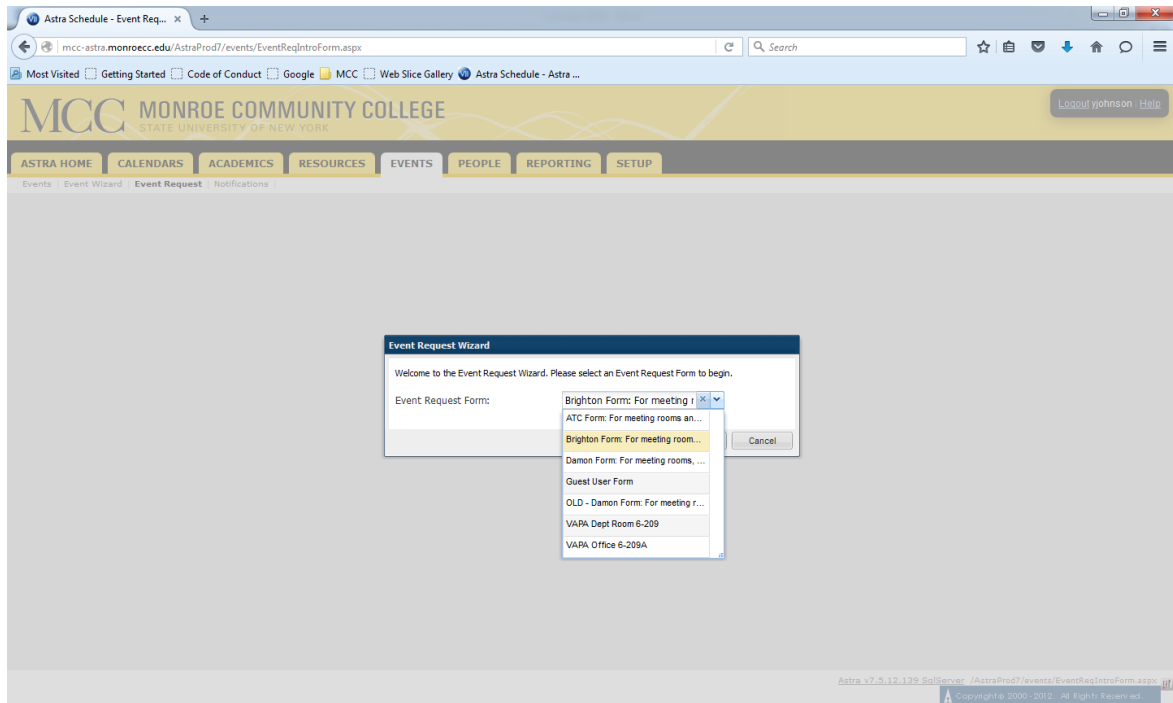 Astra Schedule - Event Req... × +
mcc-astra.monroecc.edu/AstraProd7/events/EventReqIntroForm.aspx Search
Most Visited Getting Started Code of Conduct Google MCC Web Slice Gallery Astra Schedule - Astra ...
MCC MONROE COMMUNITY COLLEGE
STATE UNIVERSITY OF NEW YORK
Logout yjohnson Help
ASTRA HOME CALENDARS ACADEMICS RESOURCES EVENTS PEOPLE REPORTING SETUP
Events Event Wizard Event Request Notifications
Event Request Wizard
Welcome to the Event Request Wizard. Please select an Event Request Form to begin.
Event Request Form: Brighton Form: For meeting r
ATC Form: For meeting rooms an...
Brighton Form: For meeting room...
Cancel
Damon Form: For meeting rooms, ...
Guest User Form
OLD - Damon Form: For meeting r...
VAPA Dept Room 6-209
VAPA Office 6-209A
Astra v7.5.12.139 SqlServer /AstraProd7/events/EventReqIntroForm.aspx
Copyright© 2000 - 2012. All Rights Reserved.